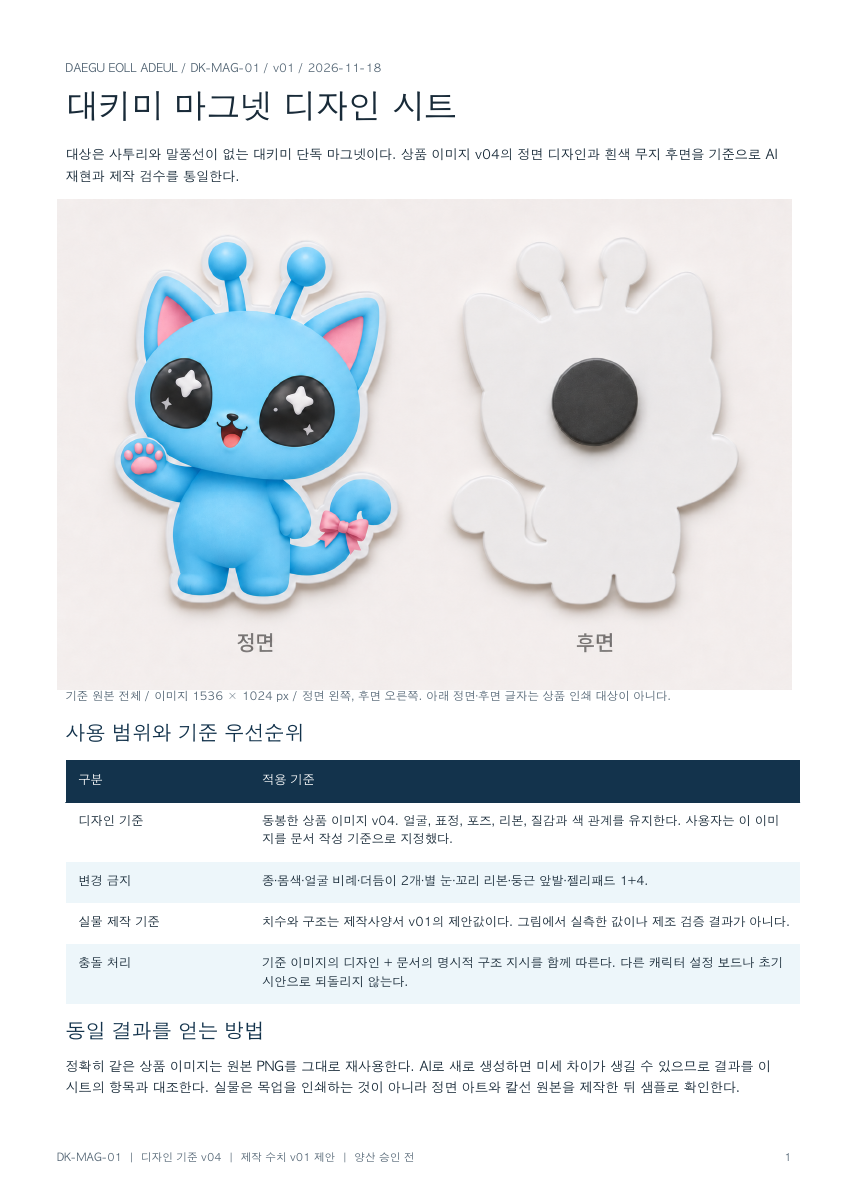 DAEGU EOLL ADEUL / DK-MAG-01 / v01 / 2026-11-18
대키미 마그넷 디자인 시트
대상은 사투리와 말풍선이 없는 대키미 단독 마그넷이다. 상품 이미지 v04의 정면 디자인과 흰색 무지 후면을 기준으로 AI
재현과 제작 검수를 통일한다.
정면
후면
기준 원본 전체 / 이미지 1536 × 1024 px / 정면 왼쪽, 후면 오른쪽. 아래 정면·후면 글자는 상품 인쇄 대상이 아니다.
사용 범위와 기준 우선순위
구분
적용 기준
디자인 기준
동봉한 상품 이미지 v04. 얼굴, 표정, 포즈, 리본, 질감과 색 관계를 유지한다. 사용자는 이 이미
지를 문서 작성 기준으로 지정했다.
변경 금지
종·몸색·얼굴 비례·더듬이 2개·별 눈·꼬리 리본·둥근 앞발·젤리패드 1+4.
실물 제작 기준
치수와 구조는 제작사양서 v01의 제안값이다. 그림에서 실측한 값이나 제조 검증 결과가 아니다.
충돌 처리
기준 이미지의 디자인 + 문서의 명시적 구조 지시를 함께 따른다. 다른 캐릭터 설정 보드나 초기
시안으로 되돌리지 않는다.
동일 결과를 얻는 방법
정확히 같은 상품 이미지는 원본 PNG를 그대로 재사용한다. AI로 새로 생성하면 미세 차이가 생길 수 있으므로 결과를 이
시트의 항목과 대조한다. 실물은 목업을 인쇄하는 것이 아니라 정면 아트와 칼선 원본을 제작한 뒤 샘플로 확인한다.
DK-MAG-01 | 디자인 기준 v04 | 제작 수치 v01 제안 | 양산 승인 전
1